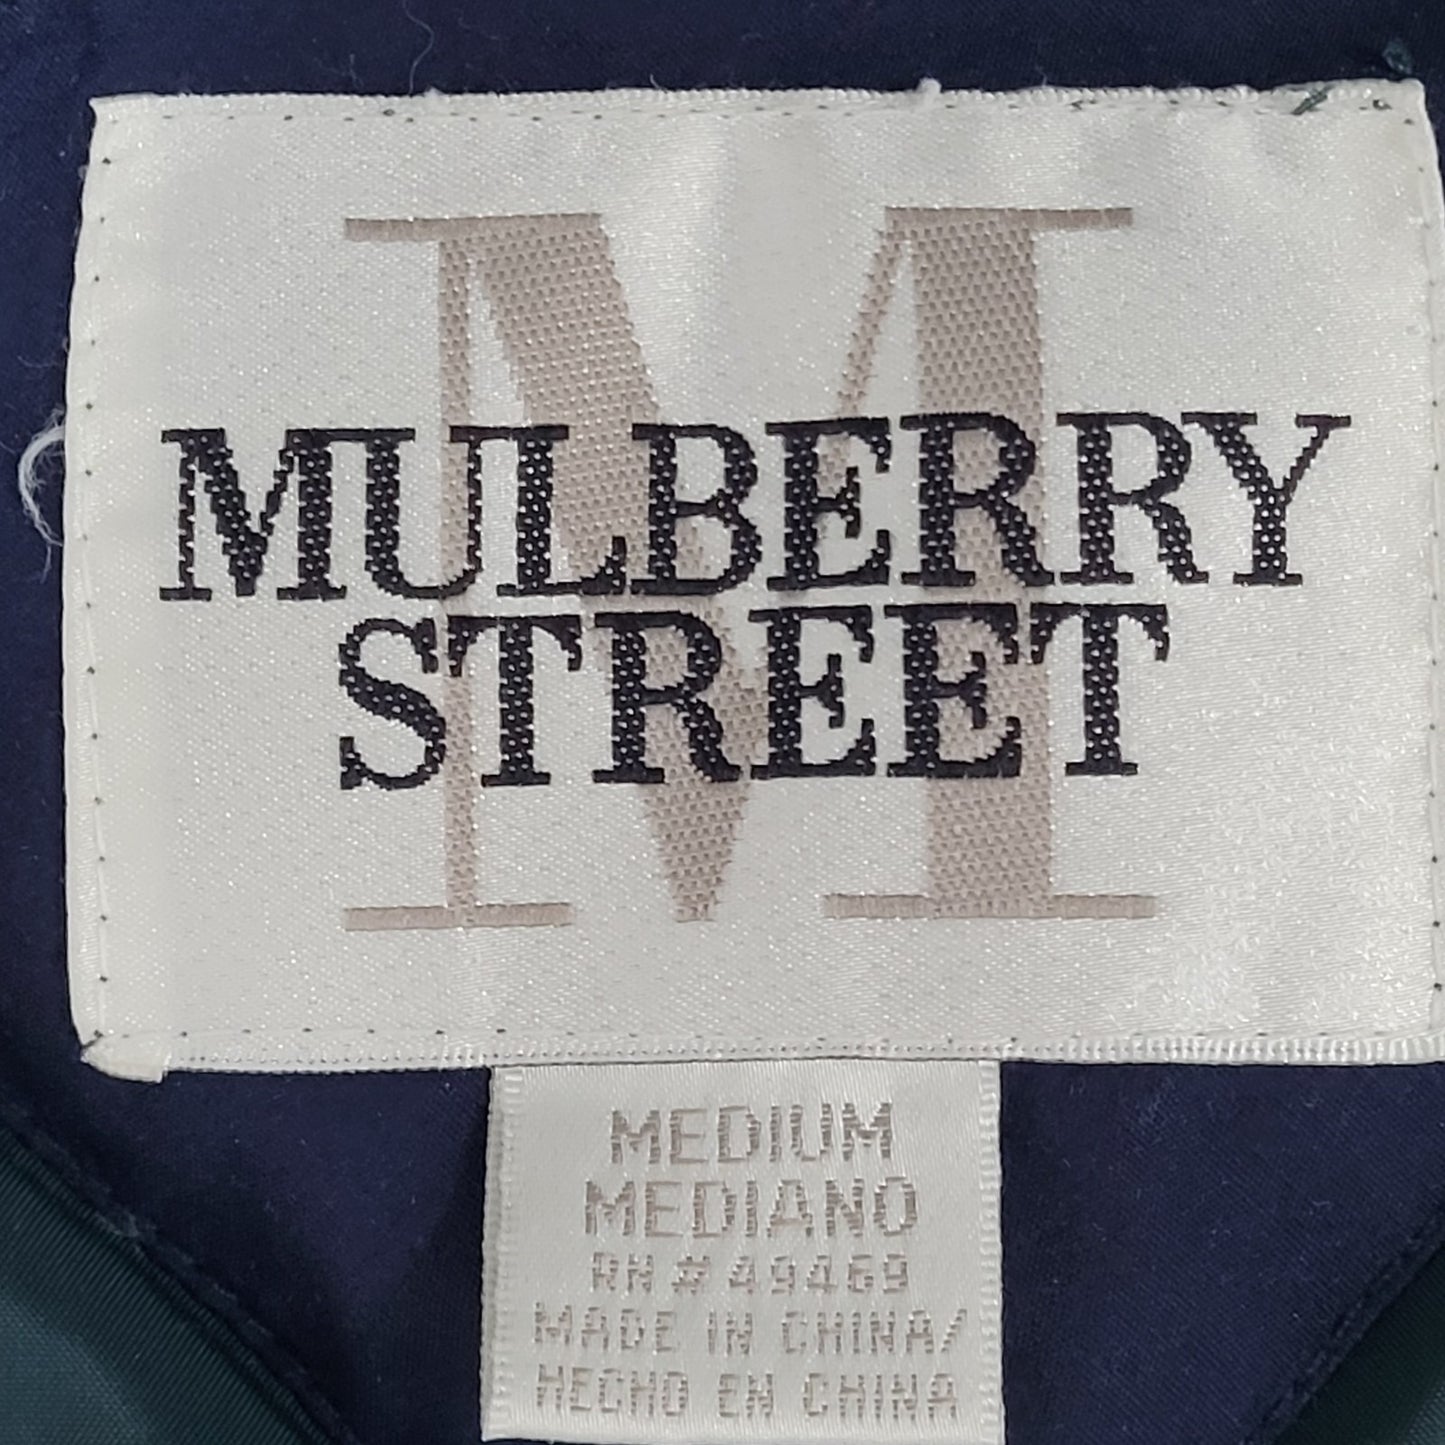 M
MULBERRY
STREET
MEDIUM
MEDIANO
RN# 49469
MADE IN CHINA/
HECHO EN CHINA